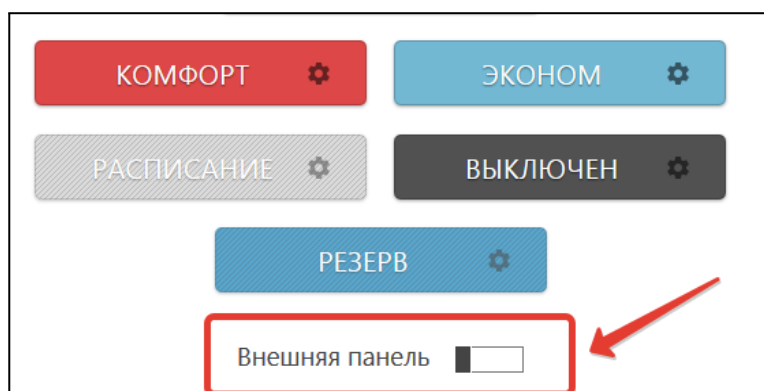 КОМФОРТ
ЭКОНОМ
РАСПИСАНИЕ
ВЫКЛЮЧЕН
РЕЗЕРВ
Внешняя панель